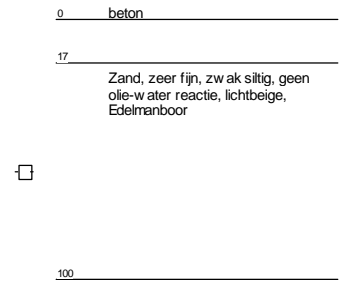 0 beton
17
Zand, zeer fijn, zwak siltig, geen
olie-water reactie, lichtbeige,
Edelmanboor
100